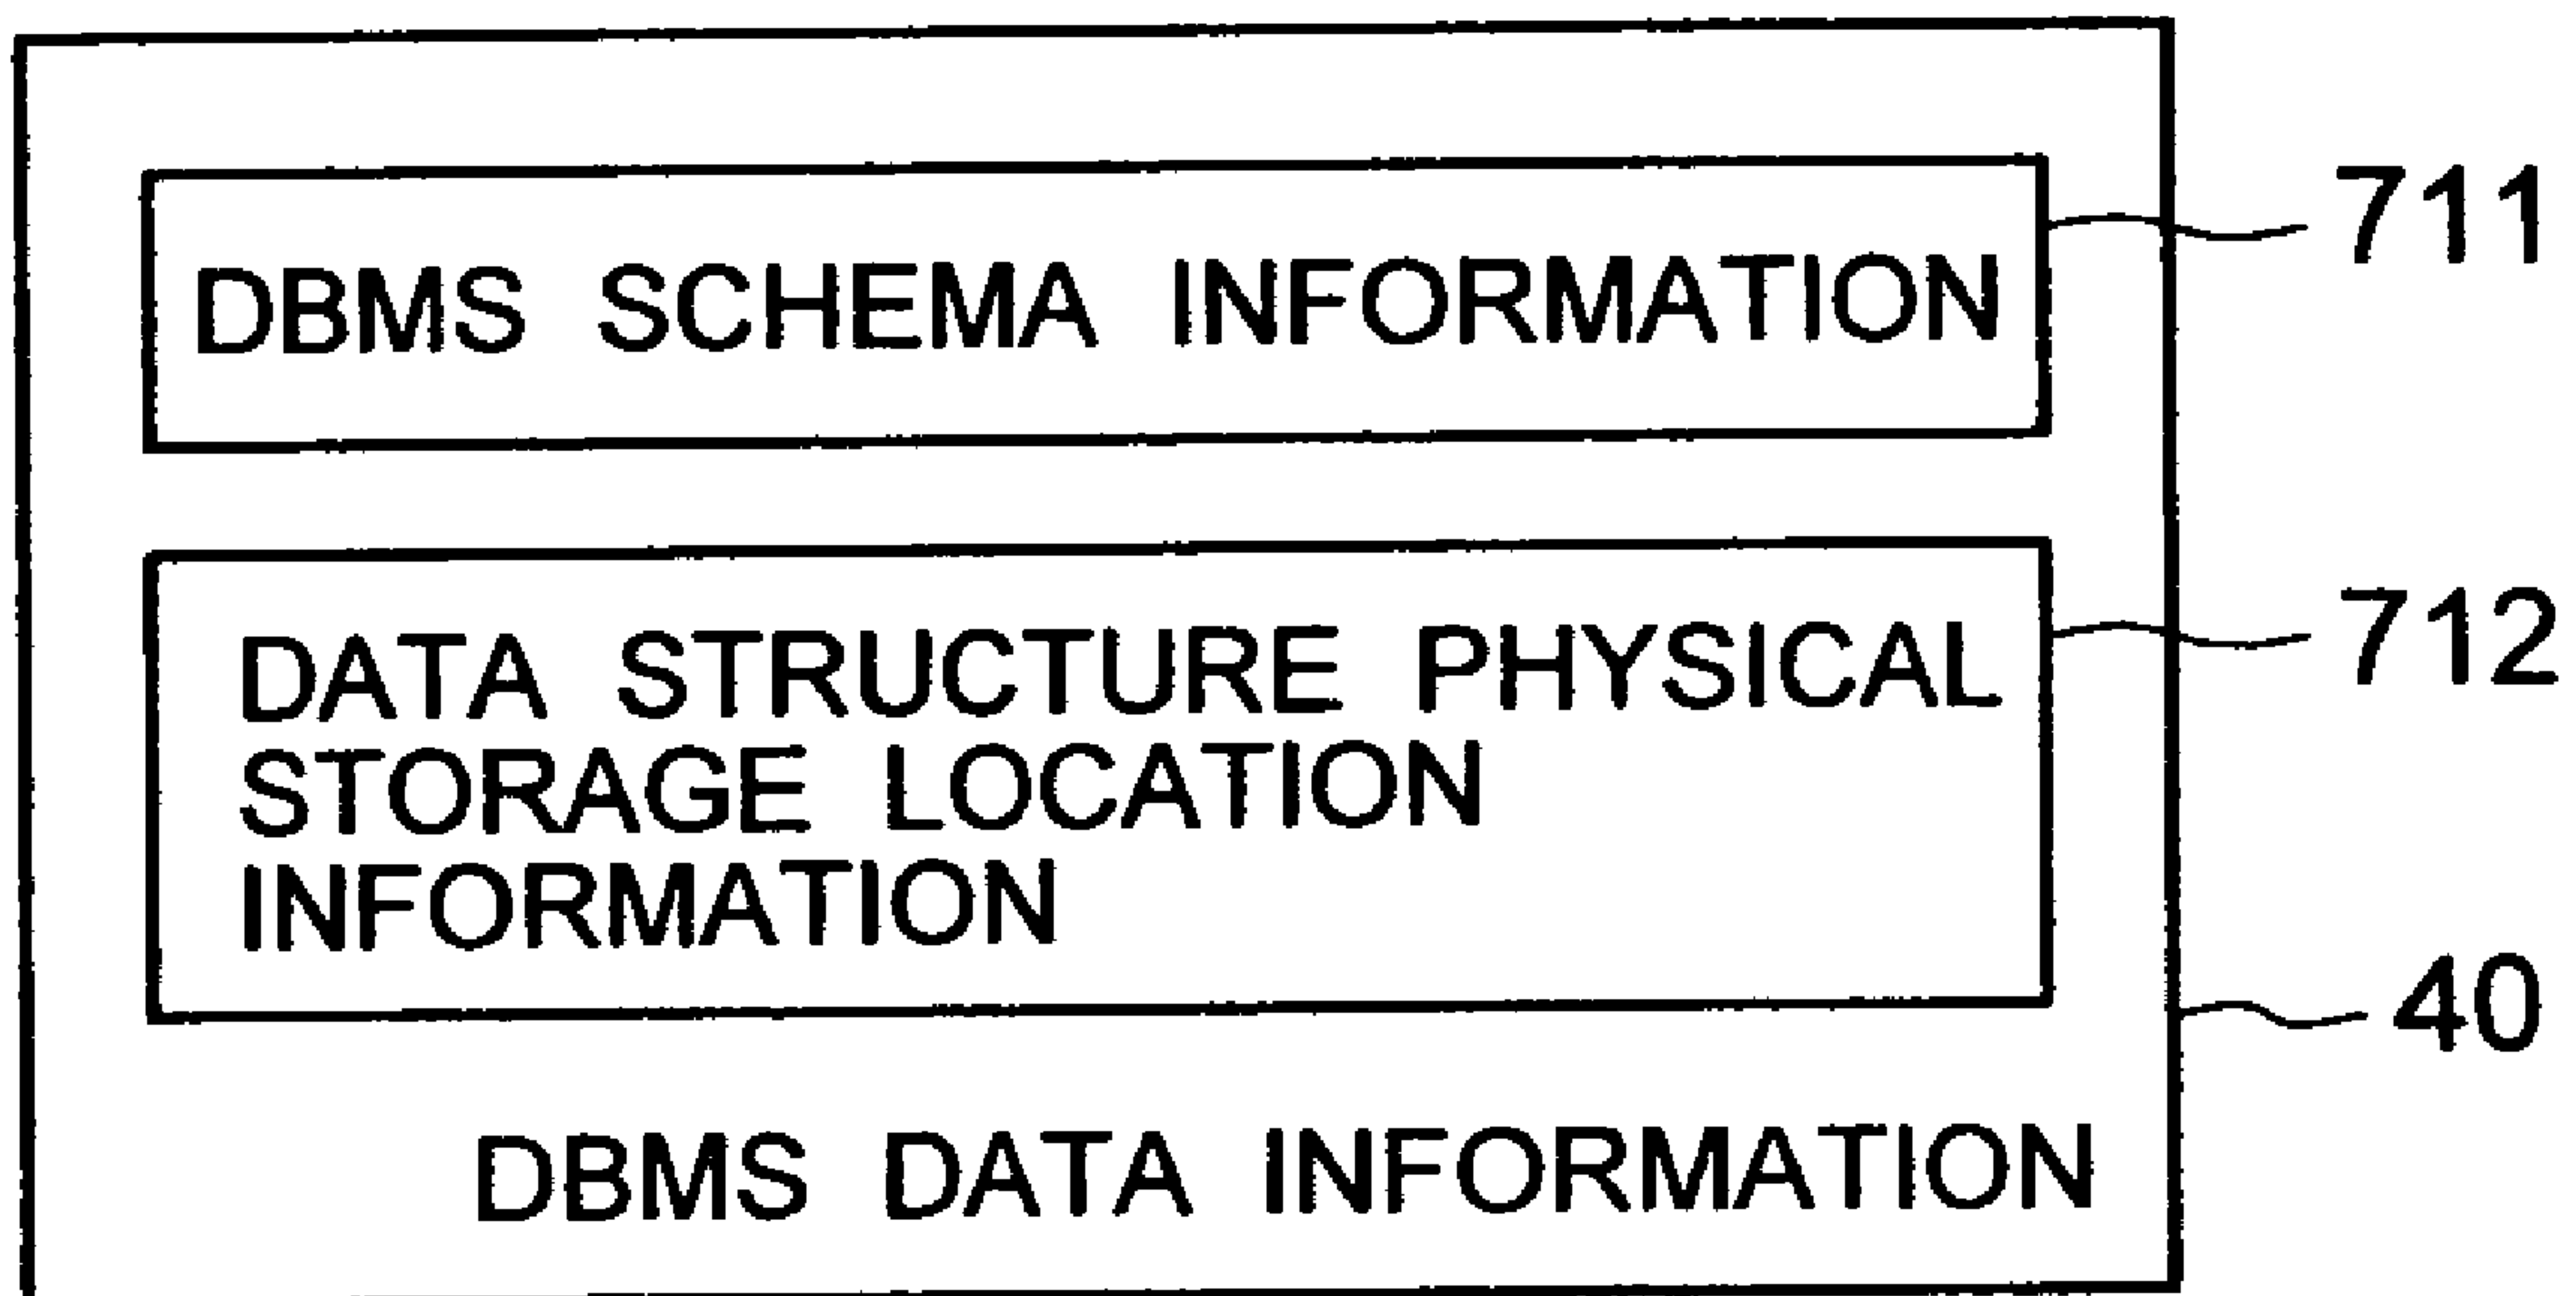 DBMS SCHEMA INFORMATION
711
DATA STRUCTURE PHYSICAL
STORAGE LOCATION
INFORMATION
712
40
DBMS DATA INFORMATION